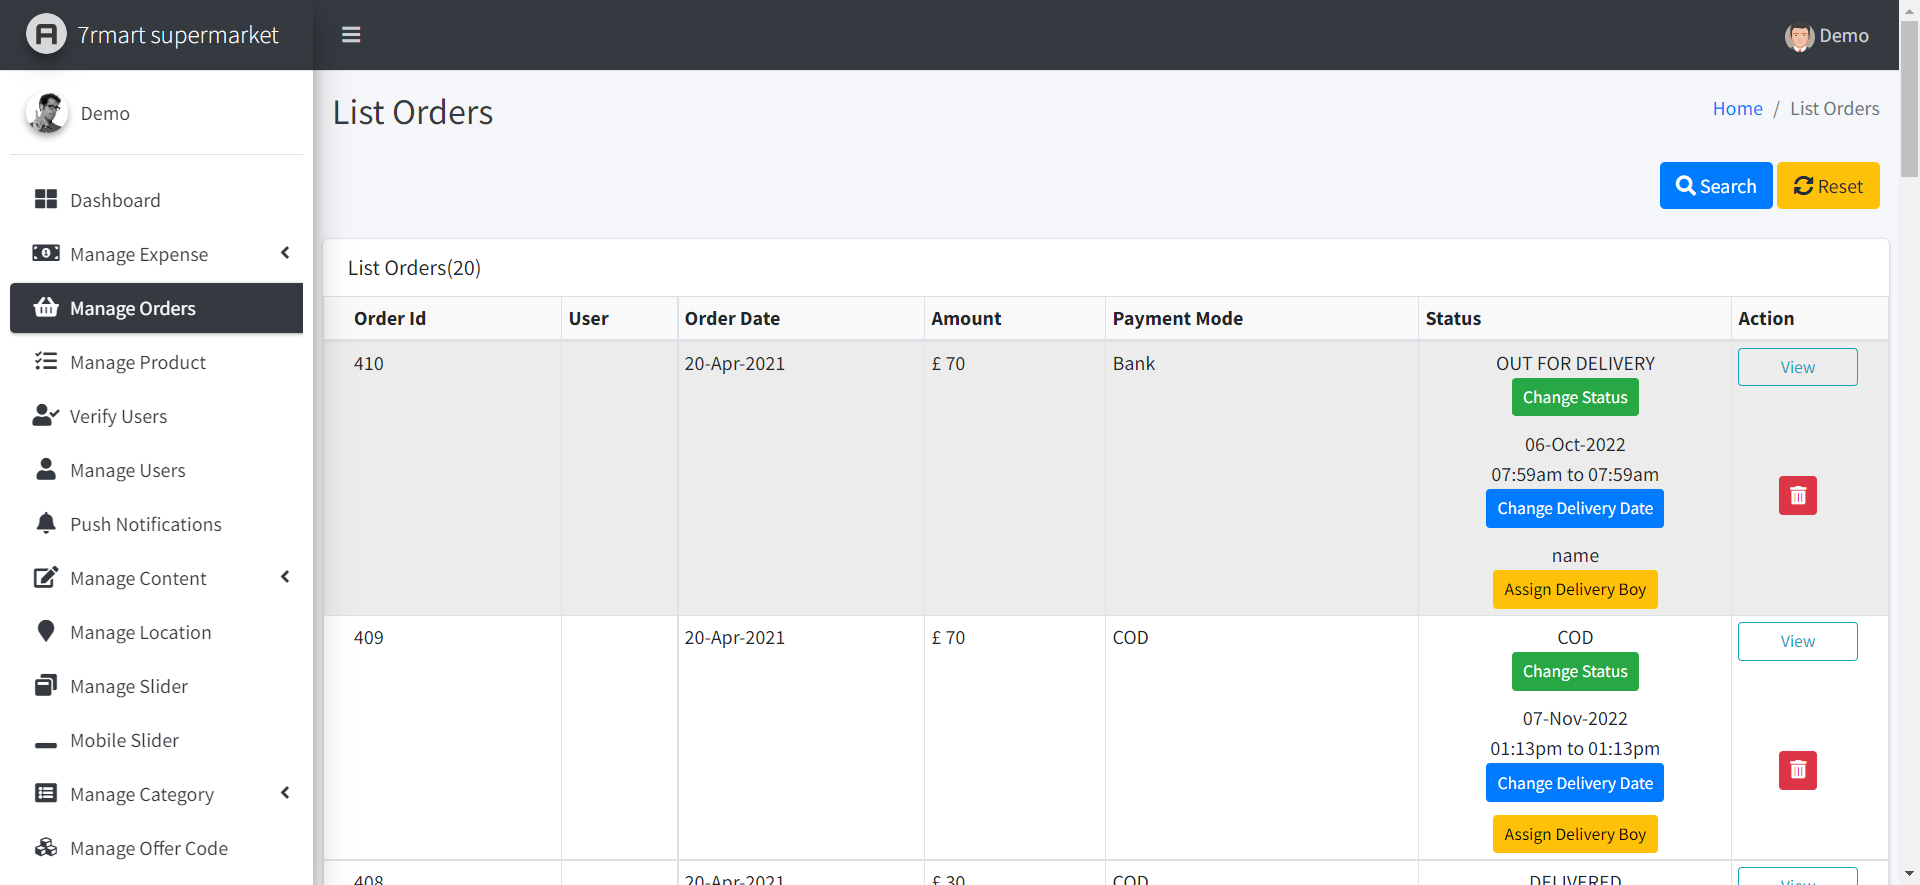 7rmart supermarket
Demo
Demo
Dashboard
Manage Expense
Manage Orders
Manage Product
Verify Users
Manage Users
Push Notifications
Manage Content
Manage Location
Manage Slider
Mobile Slider
Manage Category
Manage Offer Code
List Orders
Home / List Orders
Search
Reset
List Orders(20)
Order Id User Order Date Amount Payment Mode Status Action
410 20-Apr-2021 £ 70 Bank OUT FOR DELIVERY View
Change Status
06-Oct-2022
07:59am to 07:59am
Change Delivery Date
name
Assign Delivery Boy
409 20-Apr-2021 £ 70 COD COD View
Change Status
07-Nov-2022
01:13pm to 01:13pm
Change Delivery Date
Assign Delivery Boy
408 20-Apr-2021 £ 30 COD DELIVERED View